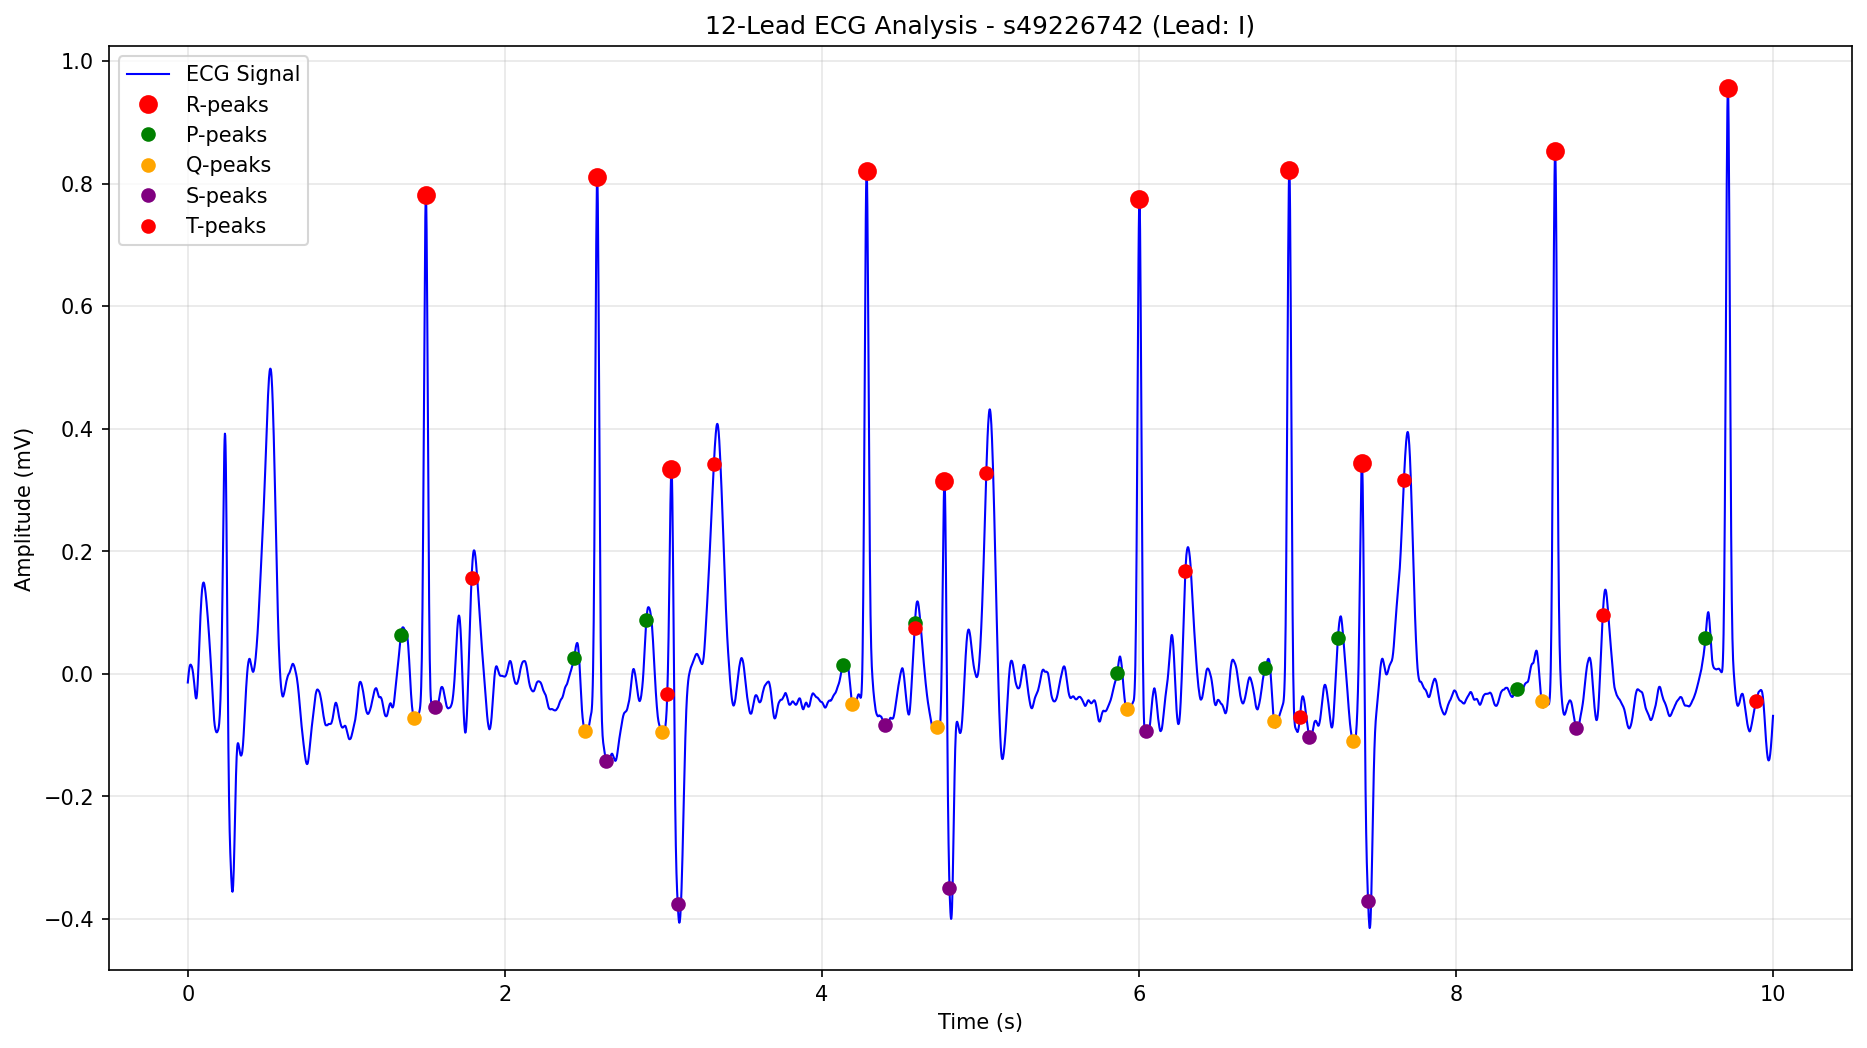 12-Lead ECG Analysis - s49226742 (Lead: I)
ECG Signal
R-peaks
P-peaks
Q-peaks
S-peaks
T-peaks
1.0
0.8
0.6
0.4
0.2
0.0
−0.2
−0.4
Amplitude (mV)
0 2 4 6 8 10
Time (s)